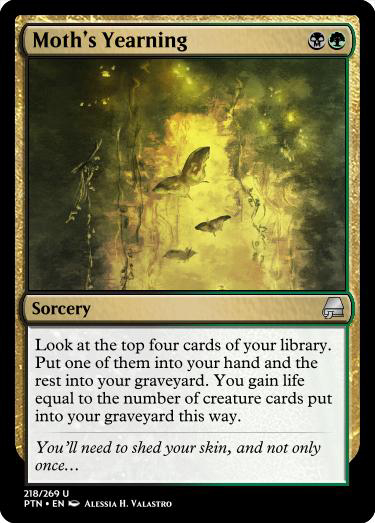 Moth's Yearning
Sorcery
Look at the top four cards of your library.
Put one of them into your hand and the
rest into your graveyard. You gain life
equal to the number of creature cards put
into your graveyard this way.
You'll need to shed your skin, and not only
once…
218/269 U
PTN • EN Alessia H. Valastro